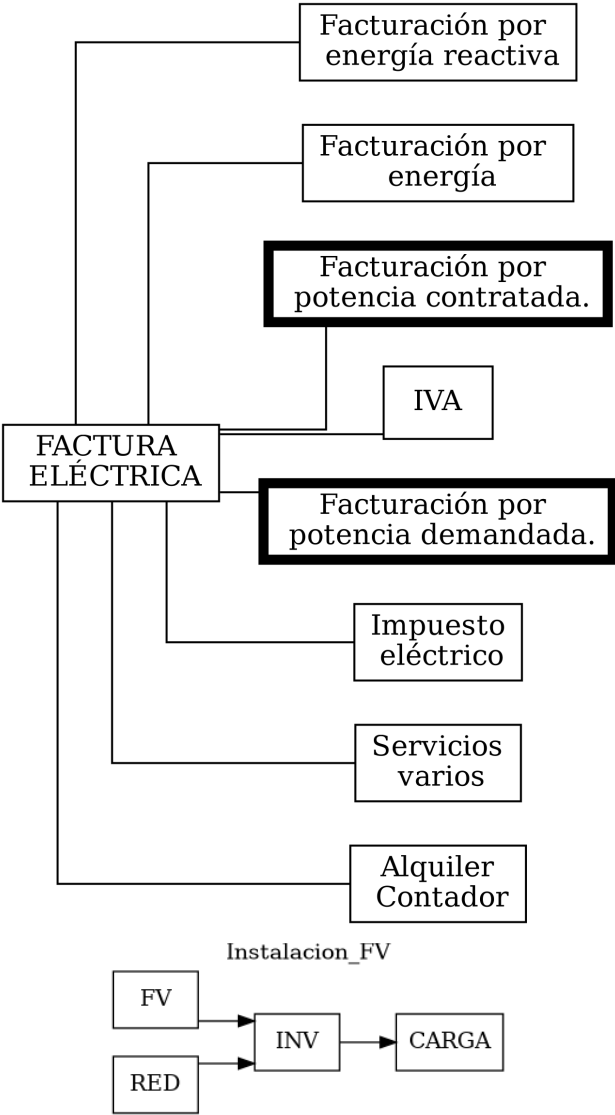 Facturación por
energía reactiva
Facturación por
energía
Facturación por
potencia contratada.
IVA
FACTURA
ELÉCTRICA
Facturación por
potencia demandada.
Impuesto
eléctrico
Servicios
varios
Alquiler
Contador
Instalacion_FV
FV
INV
CARGA
RED